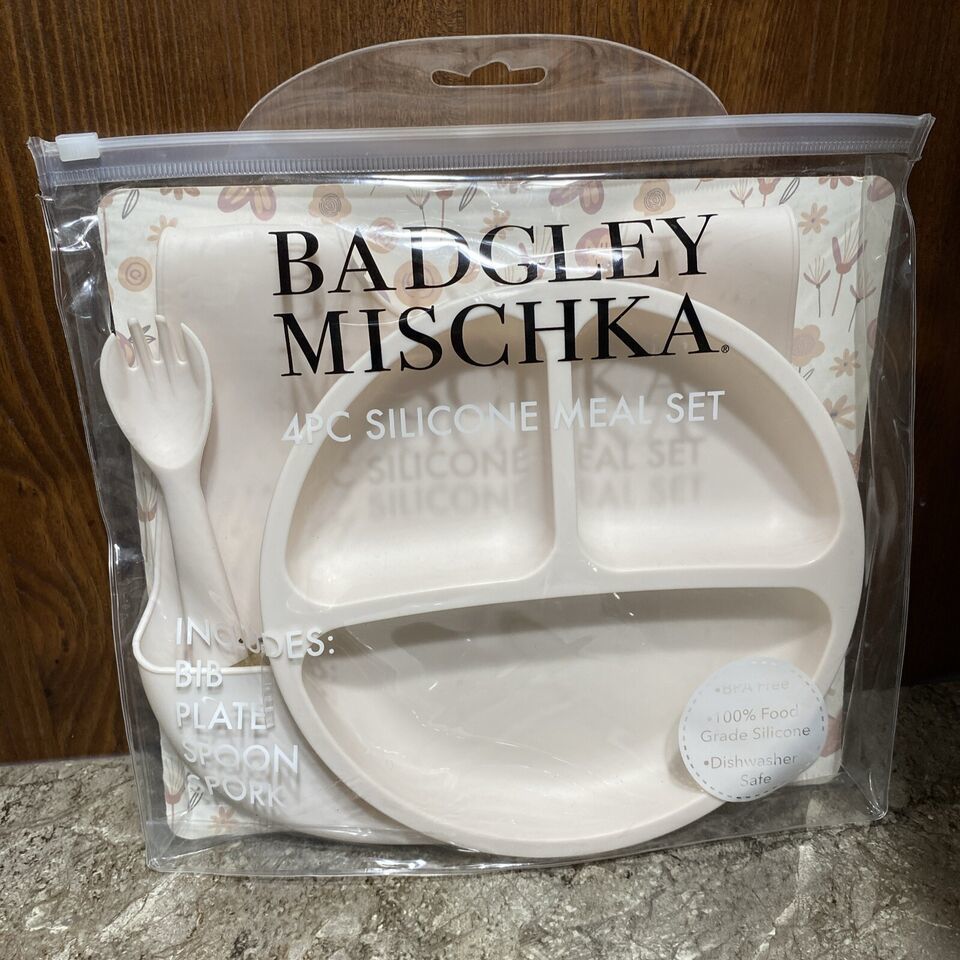 BADGLEY
MISCHKA®
4PC SILICONE MEAL SET
INCLUDES:
BIB
PLATE
SPOON
SPORK
•BPA Free
•100% Food
Grade Silicone
•Dishwasher
Safe